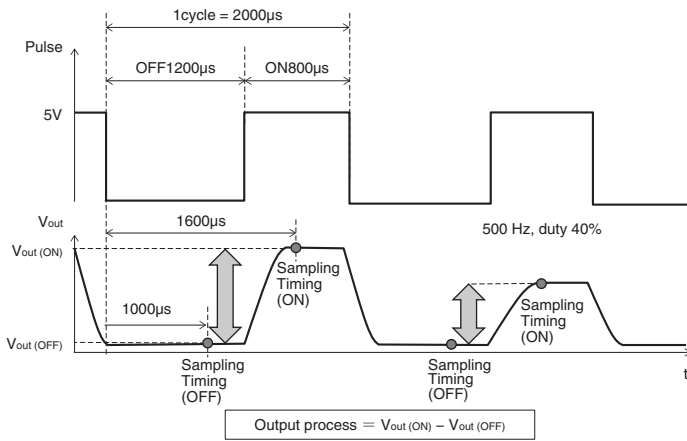 1cycle = 2000μs
Pulse
OFF1200μs
ON800μs
5V
Vout
1600μs
500 Hz, duty 40%
Vout (ON)
Sampling
Timing
(ON)
Sampling
Timing
(ON)
1000μs
Vout (OFF)
t
Sampling
Timing
(OFF)
Sampling
Timing
(OFF)
Output process = Vout (ON) − Vout (OFF)